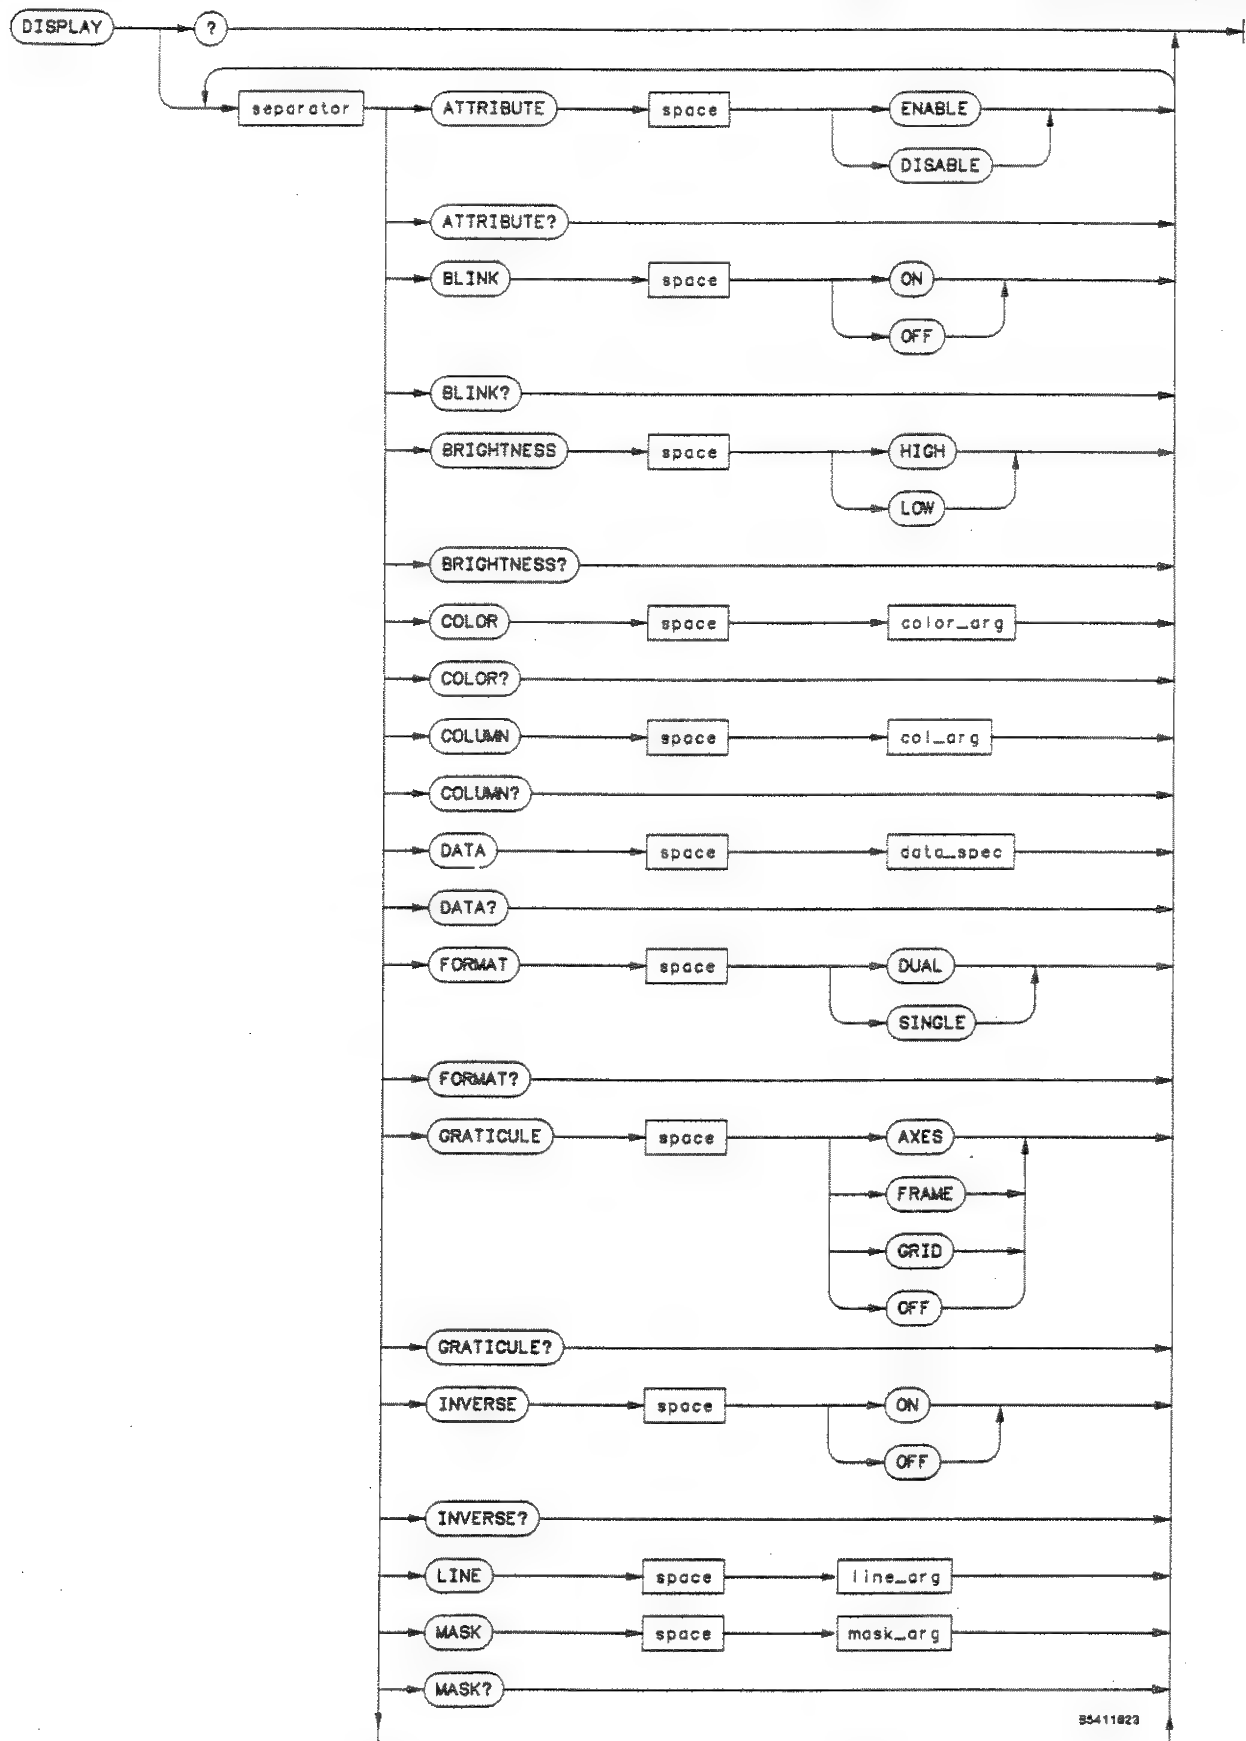 DISPLAY ?
separator ATTRIBUTE space ENABLE
DISABLE
ATTRIBUTE?
BLINK space ON
OFF
BLINK?
BRIGHTNESS space HIGH
LOW
BRIGHTNESS?
COLOR space color_arg
COLOR?
COLUMN space col_arg
COLUMN?
DATA space data_spec
DATA?
FORMAT space DUAL
SINGLE
FORMAT?
GRATICULE space AXES
FRAME
GRID
OFF
GRATICULE?
INVERSE space ON
OFF
INVERSE?
LINE space line_arg
MASK space mask_arg
MASK?